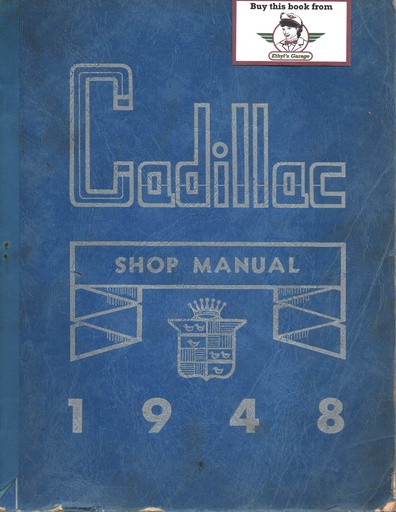 Buy this book from
Ethyl's Garage
Cadillac
SHOP MANUAL
1948